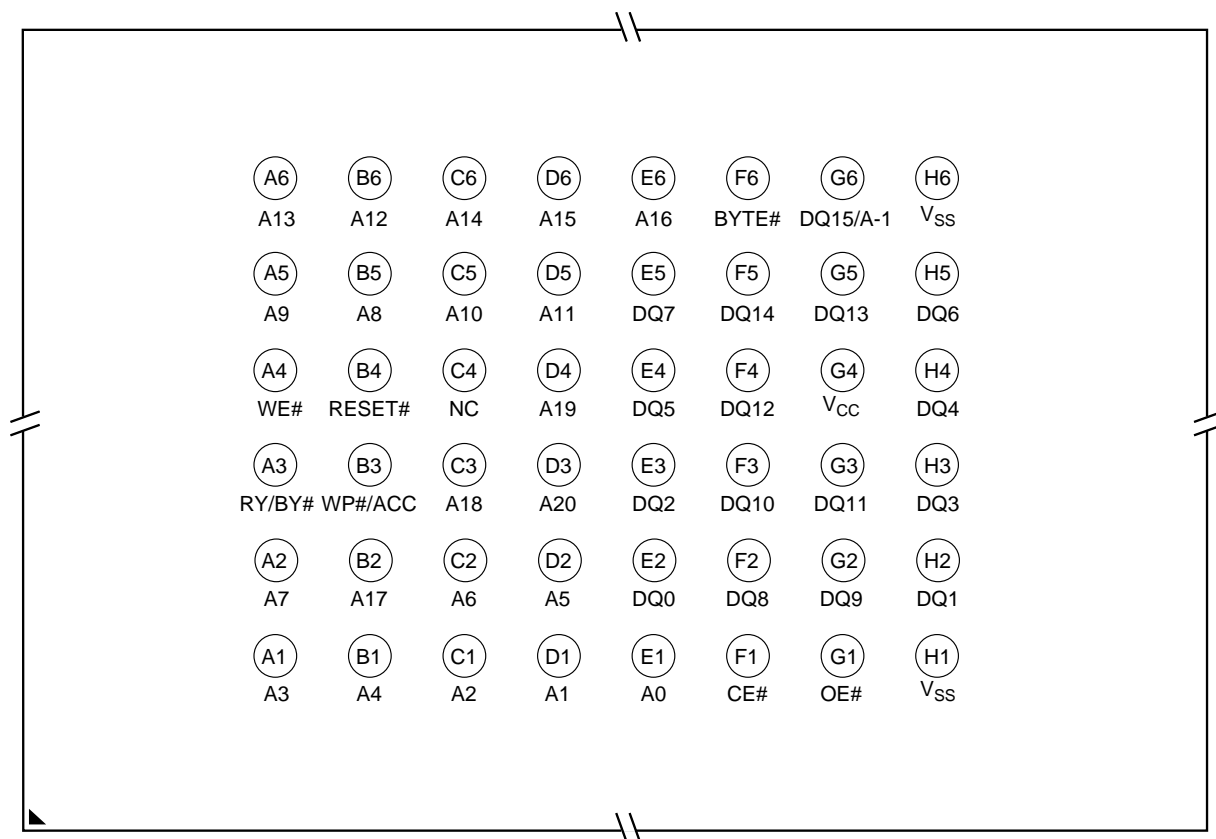 A6 B6 C6 D6 E6 F6 G6 H6
A13 A12 A14 A15 A16 BYTE# DQ15/A-1 VSS
A5 B5 C5 D5 E5 F5 G5 H5
A9 A8 A10 A11 DQ7 DQ14 DQ13 DQ6
A4 B4 C4 D4 E4 F4 G4 H4
WE# RESET# NC A19 DQ5 DQ12 VCC DQ4
A3 B3 C3 D3 E3 F3 G3 H3
RY/BY# WP#/ACC A18 A20 DQ2 DQ10 DQ11 DQ3
A2 B2 C2 D2 E2 F2 G2 H2
A7 A17 A6 A5 DQ0 DQ8 DQ9 DQ1
A1 B1 C1 D1 E1 F1 G1 H1
A3 A4 A2 A1 A0 CE# OE# VSS